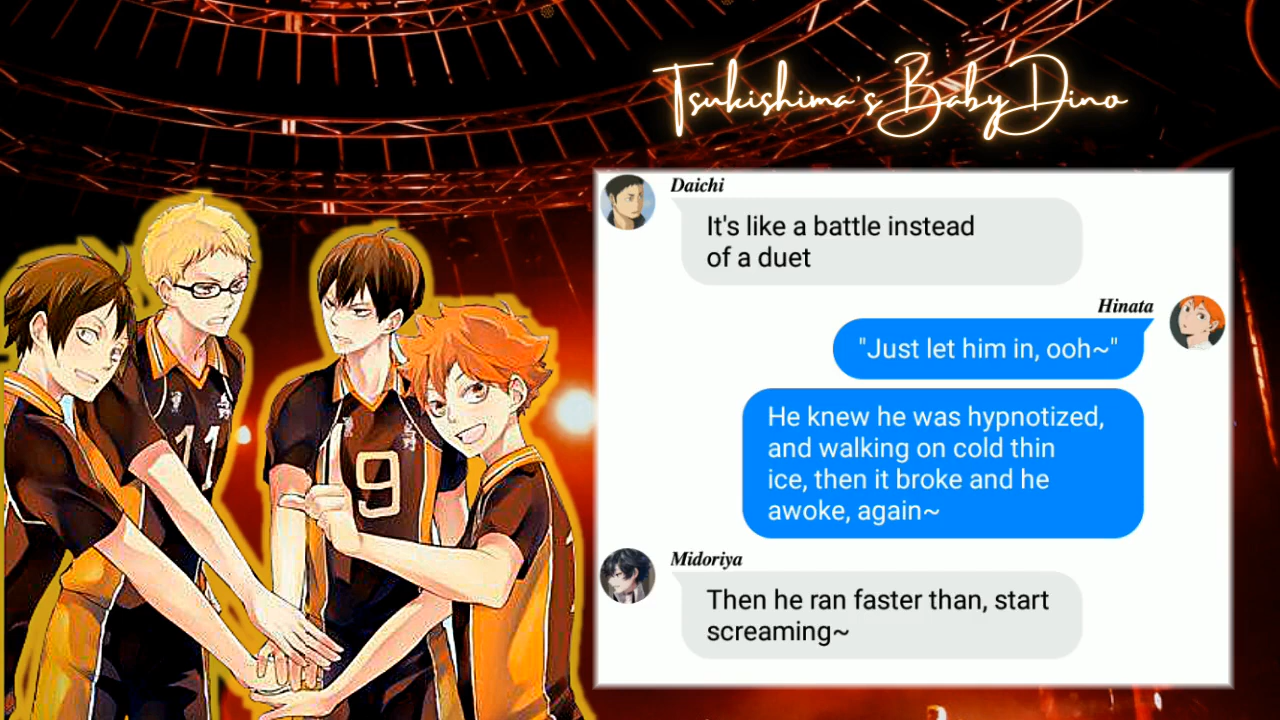 Tsukishima's Baby Dino
Daichi
It's like a battle instead
of a duet
Hinata
"Just let him in, ooh~"
He knew he was hypnotized,
and walking on cold thin
ice, then it broke and he
awoke, again~
Midoriya
Then he ran faster than, start
screaming~
11
9